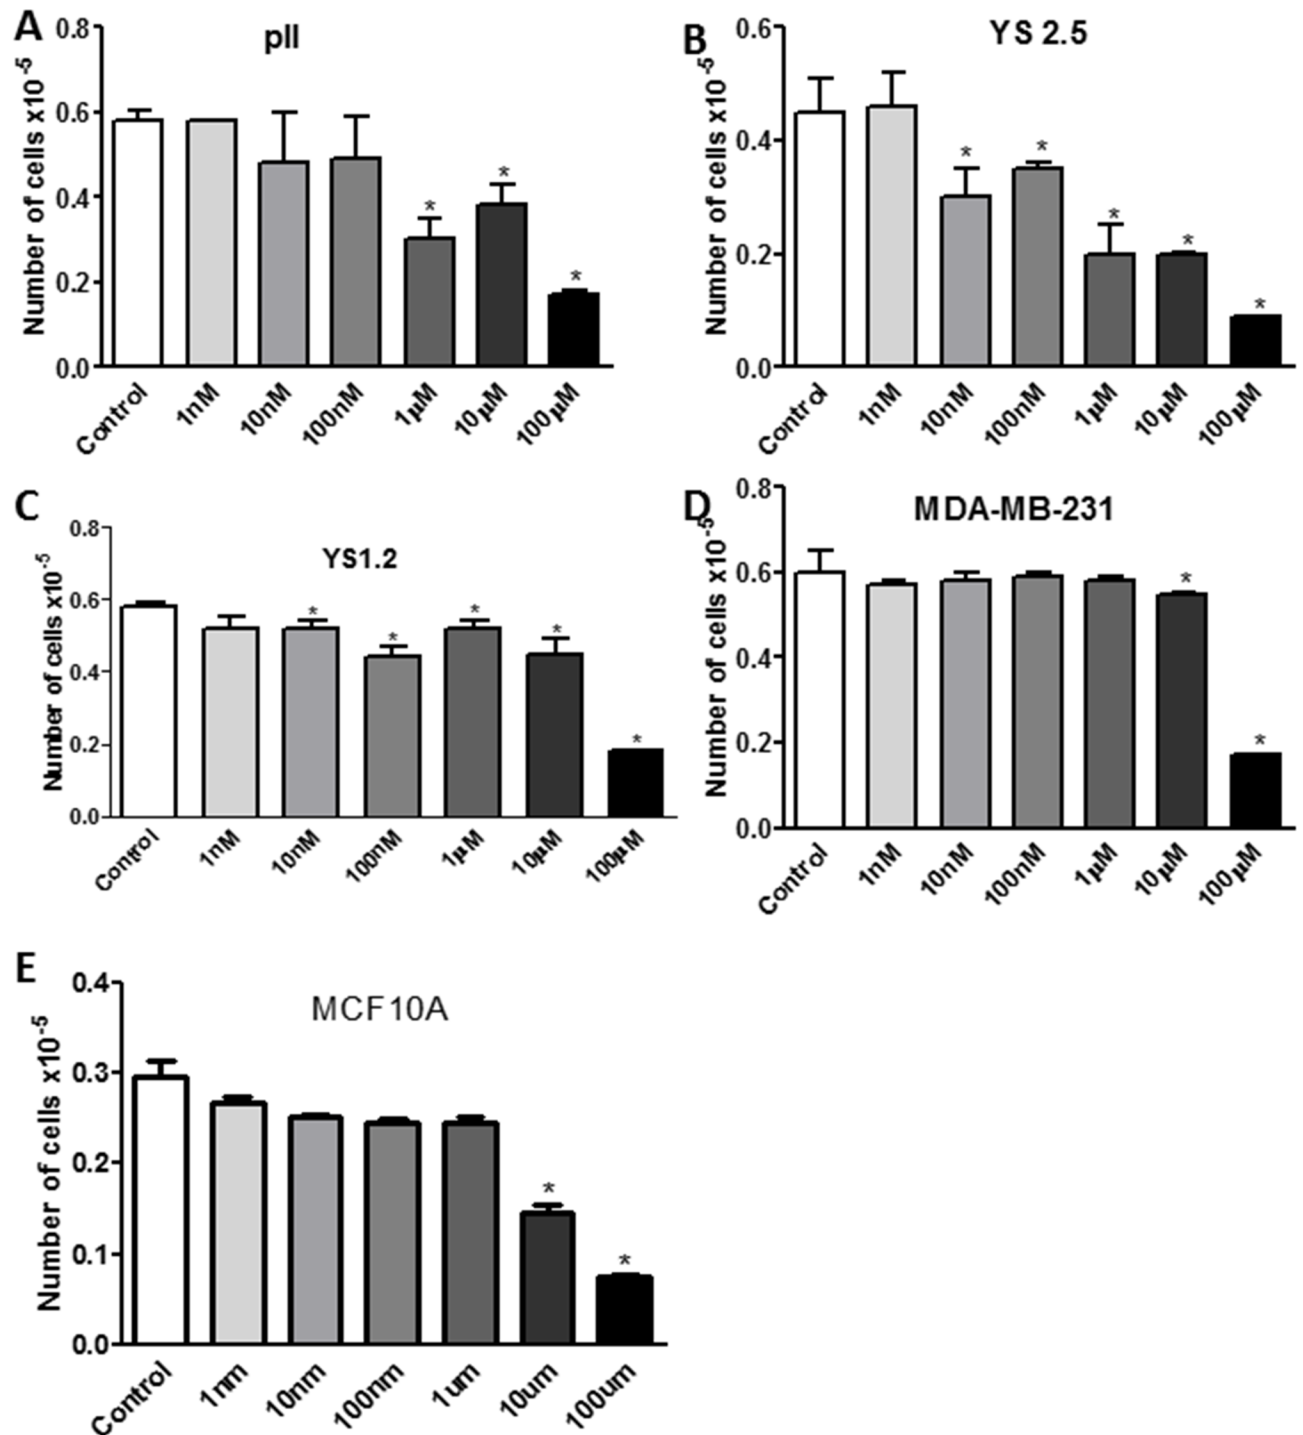 A
pII
Number of cells x10-5
0.8
0.6
0.4
0.2
0.0
* * *
Control 1nM 10nM 100nM 1µM 10µM 100µM
B
YS 2.5
Number of cells x10-5
0.6
0.4
0.2
0.0
* * * * *
Control 1nM 10nM 100nM 1µM 10µM 100µM
C
YS1.2
Number of cells x10-5
0.8
0.6
0.4
0.2
0.0
* * * * *
Control 1nM 10nM 100nM 1µM 10µM 100µM
D
MDA-MB-231
Number of cells x10-5
0.8
0.6
0.4
0.2
0.0
* *
Control 1nM 10nM 100nM 1µM 10µM 100µM
E
MCF10A
Number of cells x10-5
0.4
0.3
0.2
0.1
0.0
* *
Control 1nm 10nm 100nm 1um 10um 100um